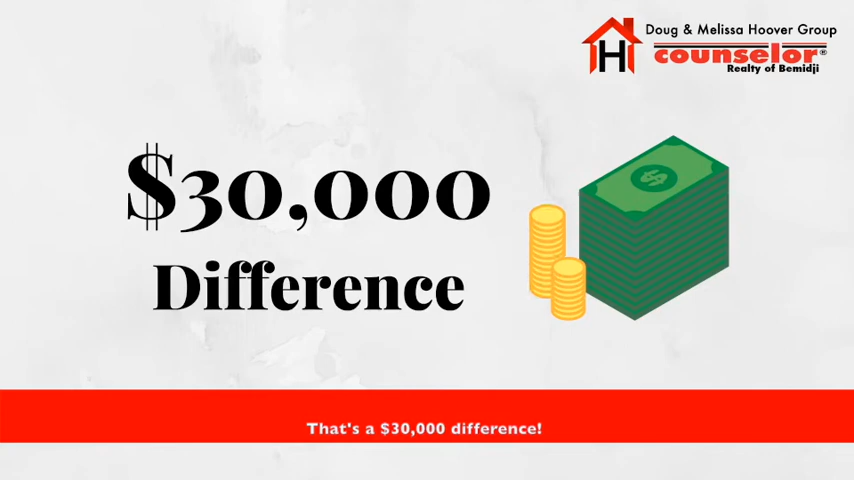 Doug & Melissa Hoover Group
H
counselor®
Realty of Bemidji
$30,000
Difference
$
That's a $30,000 difference!